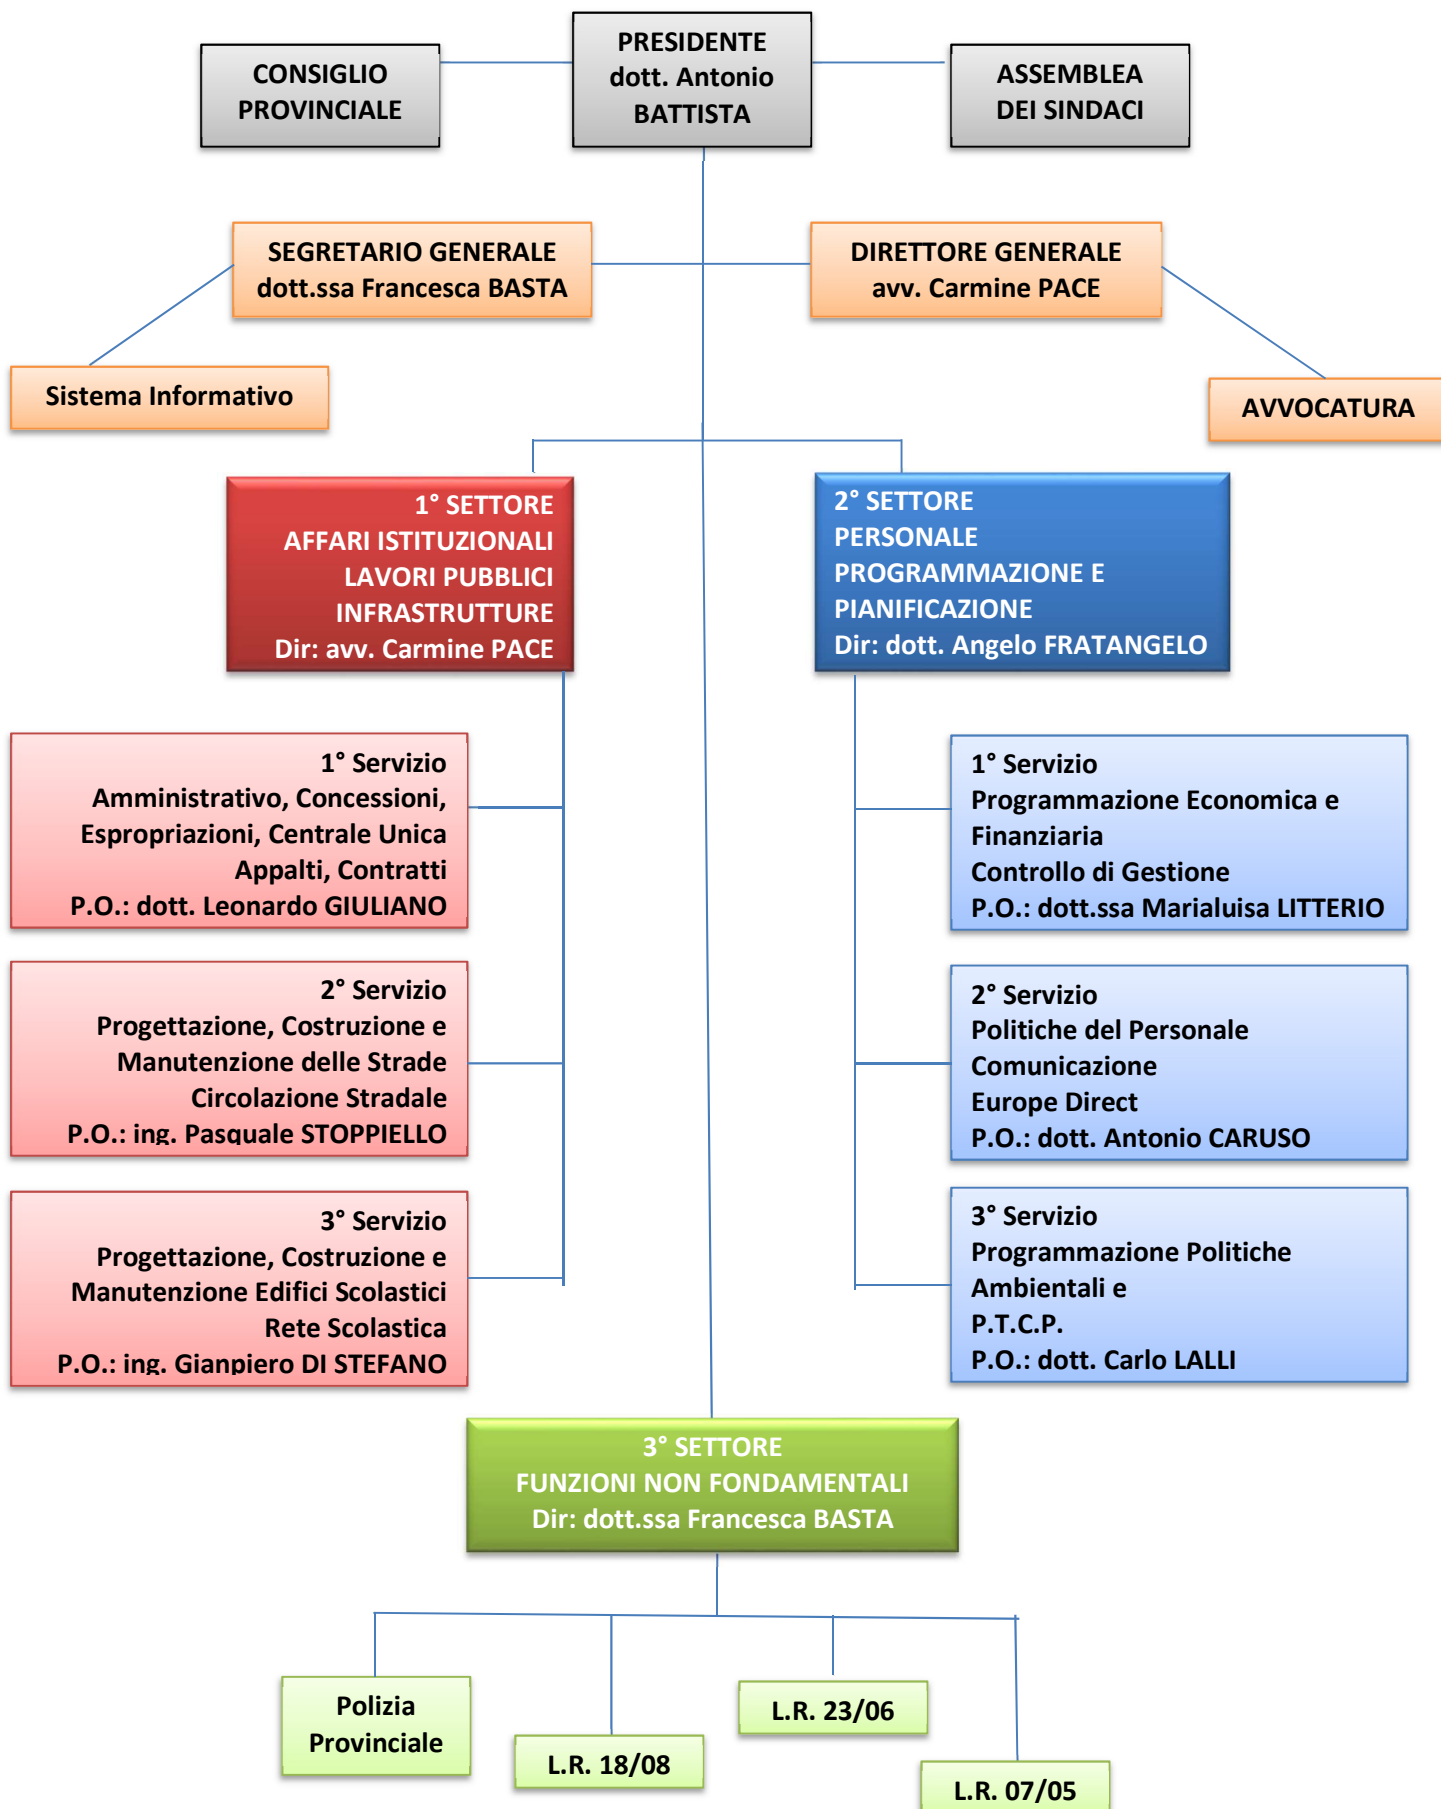 PRESIDENTE
dott. Antonio
BATTISTA
CONSIGLIO
PROVINCIALE
ASSEMBLEA
DEI SINDACI
SEGRETARIO GENERALE
dott.ssa Francesca BASTA
DIRETTORE GENERALE
avv. Carmine PACE
Sistema Informativo
AVVOCATURA
1° SETTORE
AFFARI ISTITUZIONALI
LAVORI PUBBLICI
INFRASTRUTTURE
Dir: avv. Carmine PACE
2° SETTORE
PERSONALE
PROGRAMMAZIONE E
PIANIFICAZIONE
Dir: dott. Angelo FRATANGELO
1° Servizio
Amministrativo, Concessioni,
Espropriazioni, Centrale Unica
Appalti, Contratti
P.O.: dott. Leonardo GIULIANO
1° Servizio
Programmazione Economica e
Finanziaria
Controllo di Gestione
P.O.: dott.ssa Marialuisa LITTERIO
2° Servizio
Progettazione, Costruzione e
Manutenzione delle Strade
Circolazione Stradale
P.O.: ing. Pasquale STOPPIELLO
2° Servizio
Politiche del Personale
Comunicazione
Europe Direct
P.O.: dott. Antonio CARUSO
3° Servizio
Progettazione, Costruzione e
Manutenzione Edifici Scolastici
Rete Scolastica
P.O.: ing. Gianpiero DI STEFANO
3° Servizio
Programmazione Politiche
Ambientali e
P.T.C.P.
P.O.: dott. Carlo LALLI
3° SETTORE
FUNZIONI NON FONDAMENTALI
Dir: dott.ssa Francesca BASTA
Polizia
Provinciale
L.R. 18/08
L.R. 23/06
L.R. 07/05